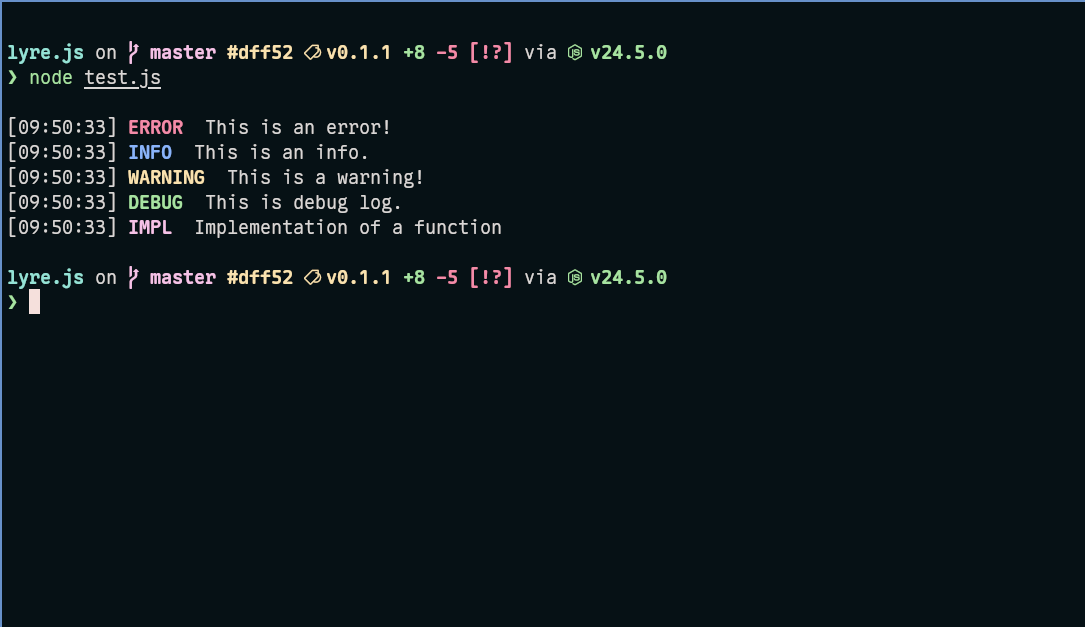 lyre.js on master #dff52 v0.1.1 +8 -5 [!?] via v24.5.0
❯ node test.js
[09:50:33] ERROR  This is an error!
[09:50:33] INFO  This is an info.
[09:50:33] WARNING  This is a warning!
[09:50:33] DEBUG  This is debug log.
[09:50:33] IMPL  Implementation of a function
lyre.js on master #dff52 v0.1.1 +8 -5 [!?] via v24.5.0
❯